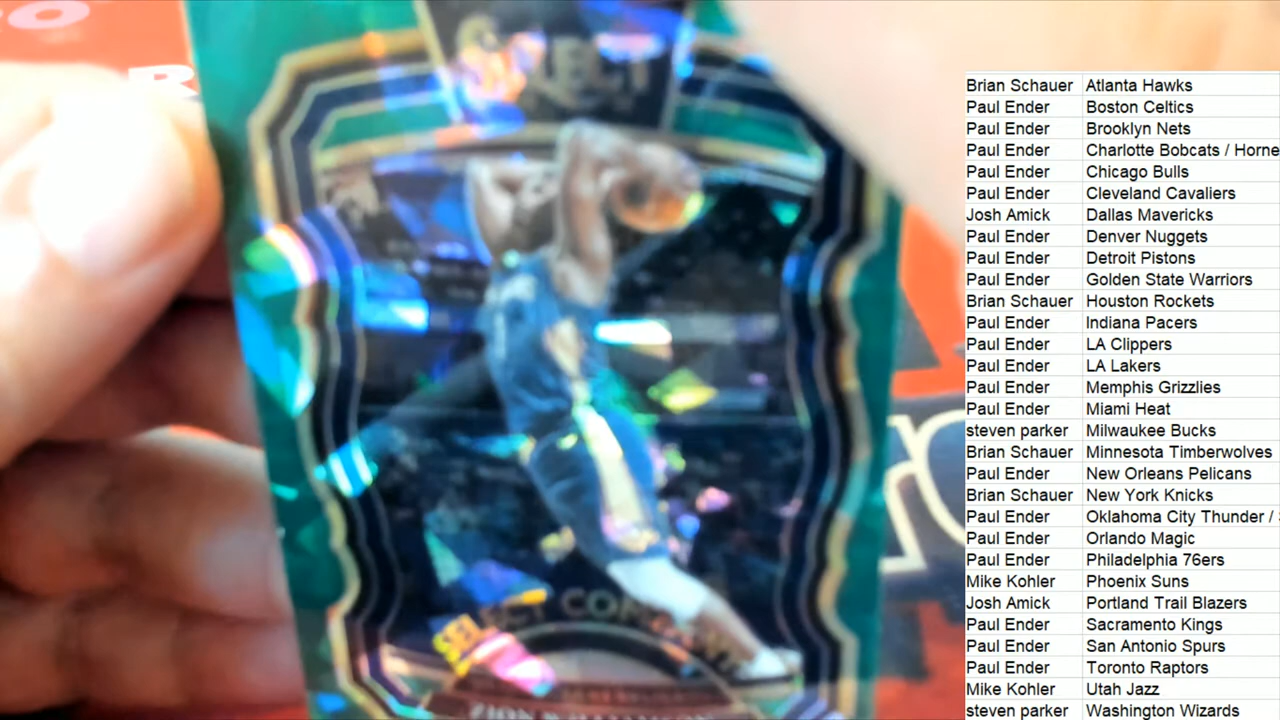 SELECT
SELECT COMPANY
ZION WILLIAMSON
Brian Schauer Atlanta Hawks
Paul Ender Boston Celtics
Paul Ender Brooklyn Nets
Paul Ender Charlotte Bobcats / Horne
Paul Ender Chicago Bulls
Paul Ender Cleveland Cavaliers
Josh Amick Dallas Mavericks
Paul Ender Denver Nuggets
Paul Ender Detroit Pistons
Paul Ender Golden State Warriors
Brian Schauer Houston Rockets
Paul Ender Indiana Pacers
Paul Ender LA Clippers
Paul Ender LA Lakers
Paul Ender Memphis Grizzlies
Paul Ender Miami Heat
steven parker Milwaukee Bucks
Brian Schauer Minnesota Timberwolves
Paul Ender New Orleans Pelicans
Brian Schauer New York Knicks
Paul Ender Oklahoma City Thunder /
Paul Ender Orlando Magic
Paul Ender Philadelphia 76ers
Mike Kohler Phoenix Suns
Josh Amick Portland Trail Blazers
Paul Ender Sacramento Kings
Paul Ender San Antonio Spurs
Paul Ender Toronto Raptors
Mike Kohler Utah Jazz
steven parker Washington Wizards